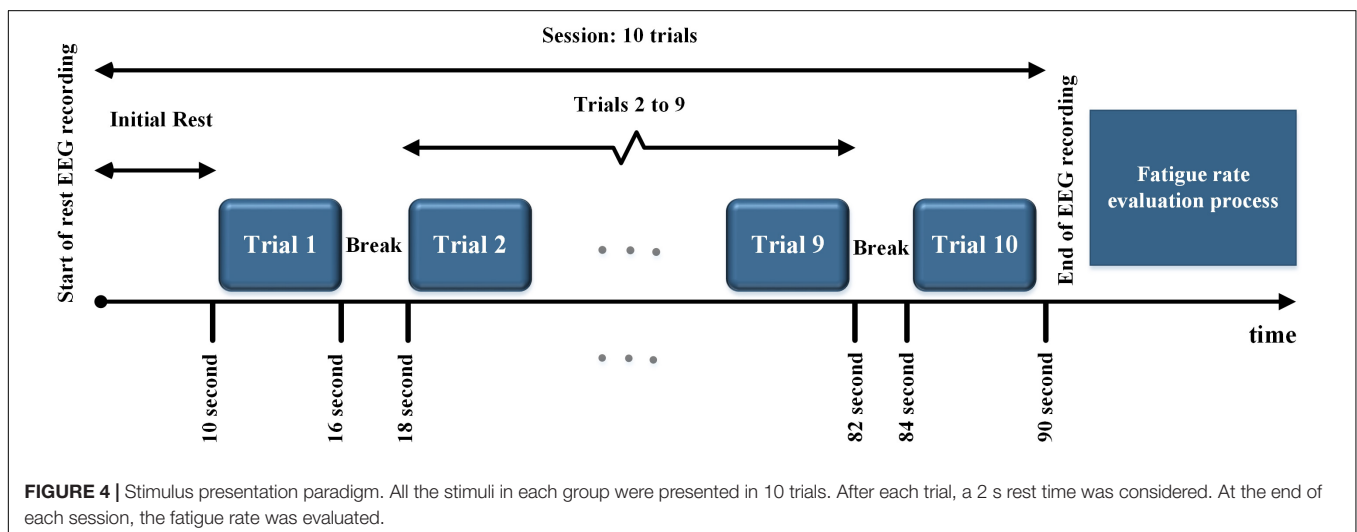 Session: 10 trials
Start of rest EEG recording
Trials 2 to 9
Initial Rest
End of EEG recording
Fatigue rate
evaluation process
Trial 1
Break
Trial 2
Trial 9
Break
Trial 10
time
10 second
16 second
18 second
82 second
84 second
90 second
FIGURE 4 | Stimulus presentation paradigm. All the stimuli in each group were presented in 10 trials. After each trial, a 2 s rest time was considered. At the end of
each session, the fatigue rate was evaluated.